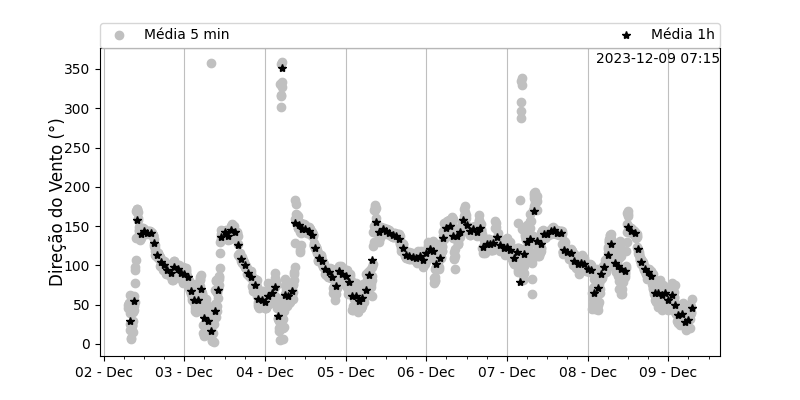 Média 5 min
Média 1h
2023-12-09 07:15
Direção do Vento (°)
350
300
250
200
150
100
50
0
02 - Dec
03 - Dec
04 - Dec
05 - Dec
06 - Dec
07 - Dec
08 - Dec
09 - Dec